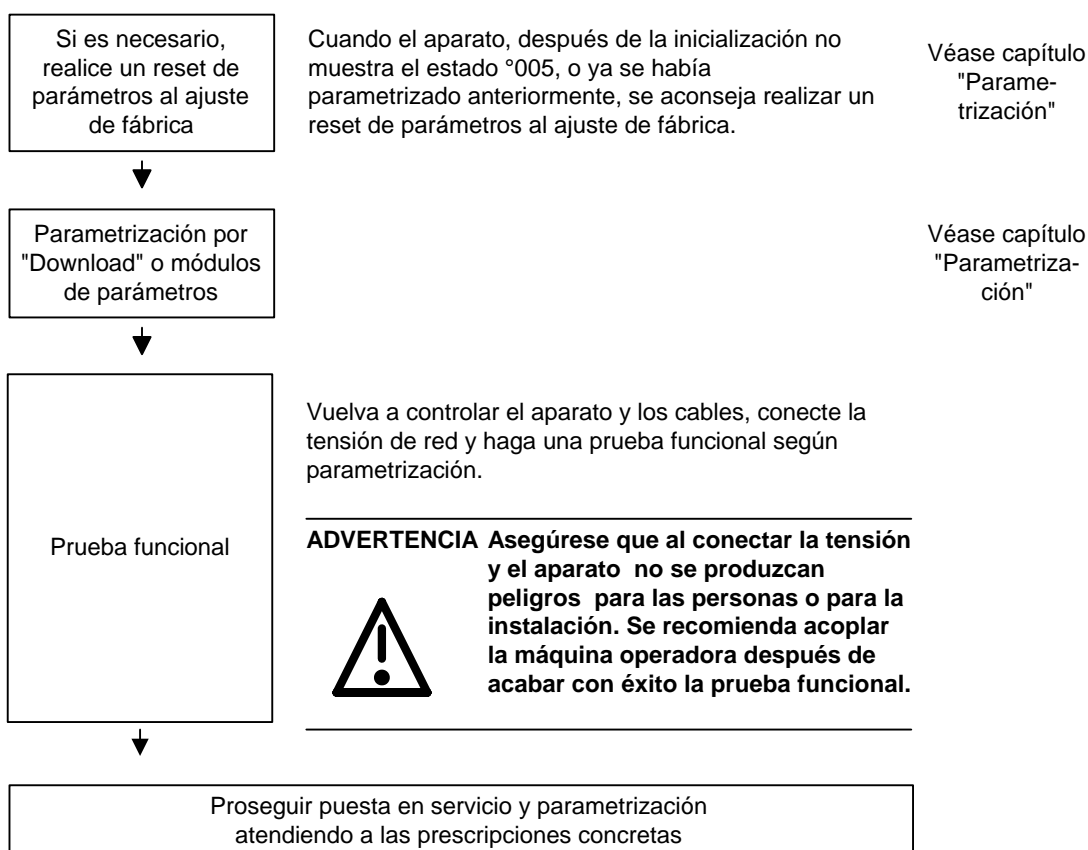 Si es necesario,
realice un reset de
parámetros al ajuste
de fábrica
Cuando el aparato, después de la inicialización no
muestra el estado °005, o ya se había
parametrizado anteriormente, se aconseja realizar un
reset de parámetros al ajuste de fábrica.
Véase capítulo
"Parame-
trización"
Parametrización por
"Download" o módulos
de parámetros
Véase capítulo
"Parametriza-
ción"
Prueba funcional
Vuelva a controlar el aparato y los cables, conecte la
tensión de red y haga una prueba funcional según
parametrización.
ADVERTENCIA Asegúrese que al conectar la tensión
y el aparato no se produzcan
peligros para las personas o para la
instalación. Se recomienda acoplar
la máquina operadora después de
acabar con éxito la prueba funcional.
Proseguir puesta en servicio y parametrización
atendiendo a las prescripciones concretas